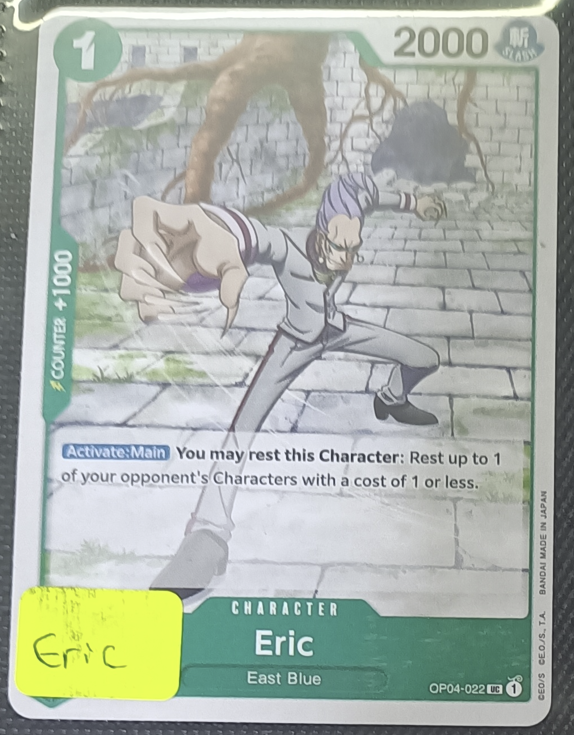 1
2000
斬
SLASH
COUNTER +1000
Activate:Main You may rest this Character: Rest up to 1
of your opponent's Characters with a cost of 1 or less.
CHARACTER
Eric
East Blue
OP04-022 UC 1
©EO/S ©E.O./S., T.A. BANDAI MADE IN JAPAN
Eric